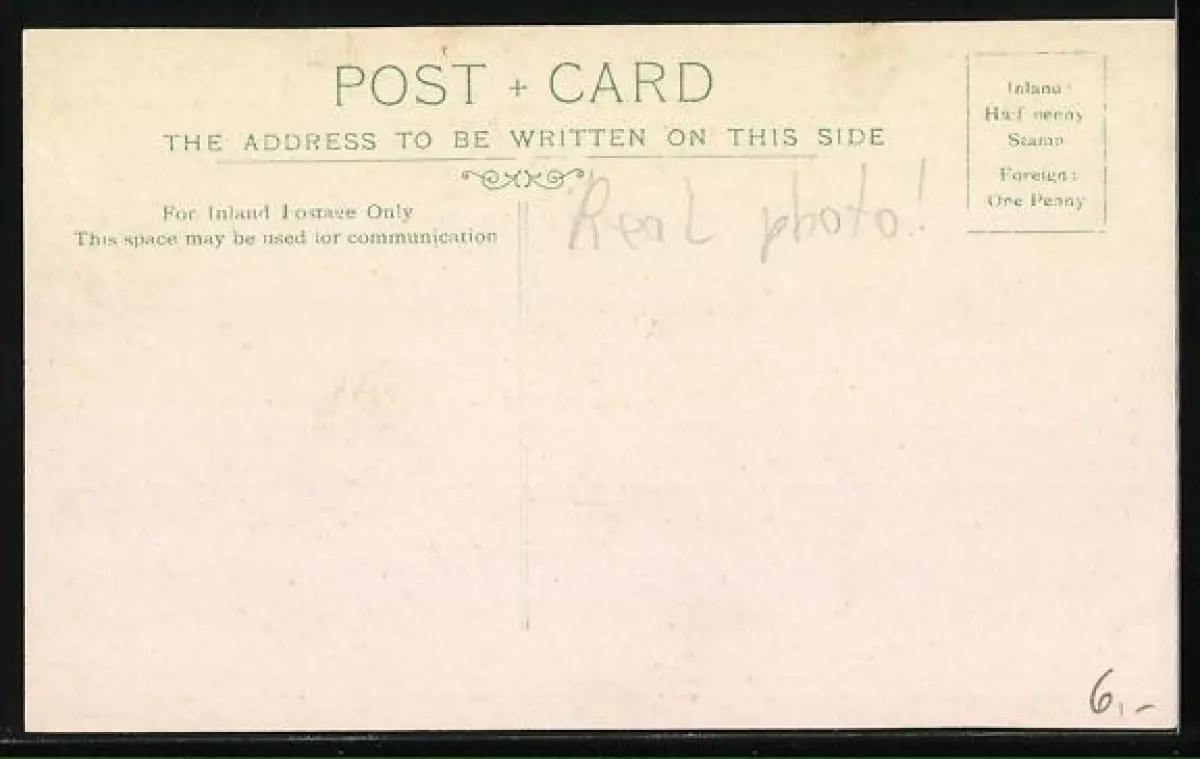 POST + CARD
THE ADDRESS TO BE WRITTEN ON THIS SIDE
For Inland Postage Only
This space may be used for communication
Real photo!
Inland:
Half penny
Stamp
Foreign:
One Penny
6,-